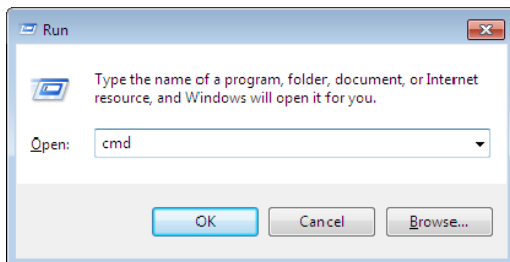 Run
Type the name of a program, folder, document, or Internet
resource, and Windows will open it for you.
Open: cmd
OK Cancel Browse...